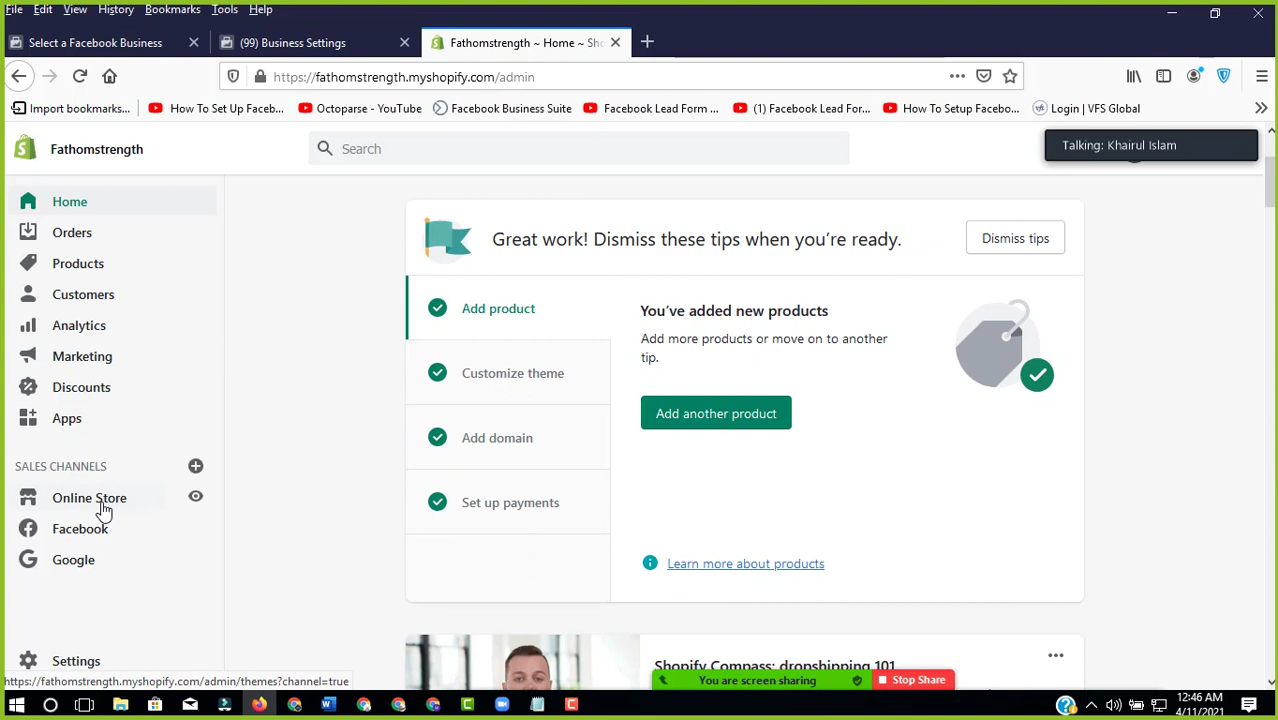 File Edit View History Bookmarks Tools Help
Select a Facebook Business
(99) Business Settings
Fathomstrength ~ Home ~ Sho
https://fathomstrength.myshopify.com/admin
Import bookmarks...
How To Set Up Faceb...
Octoparse - YouTube
Facebook Business Suite
Facebook Lead Form ...
(1) Facebook Lead For...
How To Setup Facebo...
Login | VFS Global
Fathomstrength
Search
Talking: Khairul Islam
Home
Orders
Products
Customers
Analytics
Marketing
Discounts
Apps
SALES CHANNELS
Online Store
Facebook
Google
Settings
Great work! Dismiss these tips when you're ready.
Dismiss tips
Add product
Customize theme
Add domain
Set up payments
You've added new products
Add more products or move on to another
tip.
Add another product
Learn more about products
Shopify Compass: dropshipping 101
https://fathomstrength.myshopify.com/admin/themes?channel=true
You are screen sharing
Stop Share
12:46 AM
4/11/2021